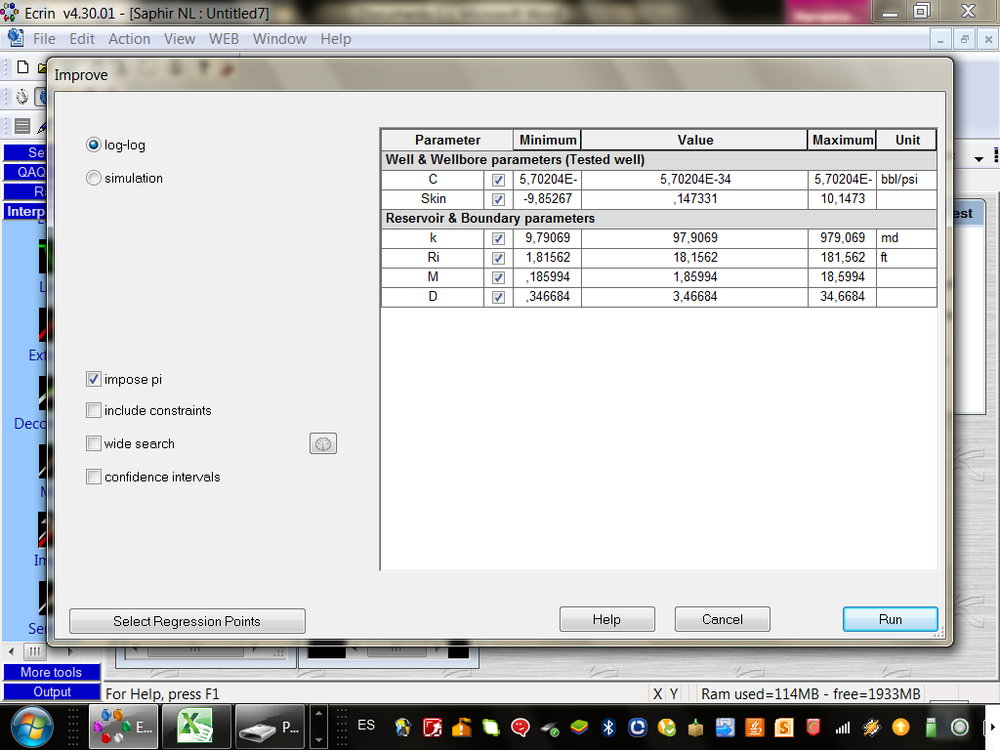 Ecrin v4.30.01 - [Saphir NL : Untitled7]
File Edit Action View WEB Window Help
Improve
log-log
simulation
Parameter Minimum Value Maximum Unit
Well & Wellbore parameters (Tested well)
C 5,70204E- 5,70204E-34 5,70204E- bbl/psi
Skin -9,85267 ,147331 10,1473
Reservoir & Boundary parameters
k 9,79069 97,9069 979,069 md
Ri 1,81562 18,1562 181,562 ft
M ,185994 1,85994 18,5994
D ,346684 3,46684 34,6684
Se
QAQ
R
Interp
L
Ext
Deco
M
Im
Se
est
impose pi
include constraints
wide search
confidence intervals
Select Regression Points Help Cancel Run
More tools
Output
For Help, press F1 X Y Ram used=114MB - free=1933MB
E... P... ES